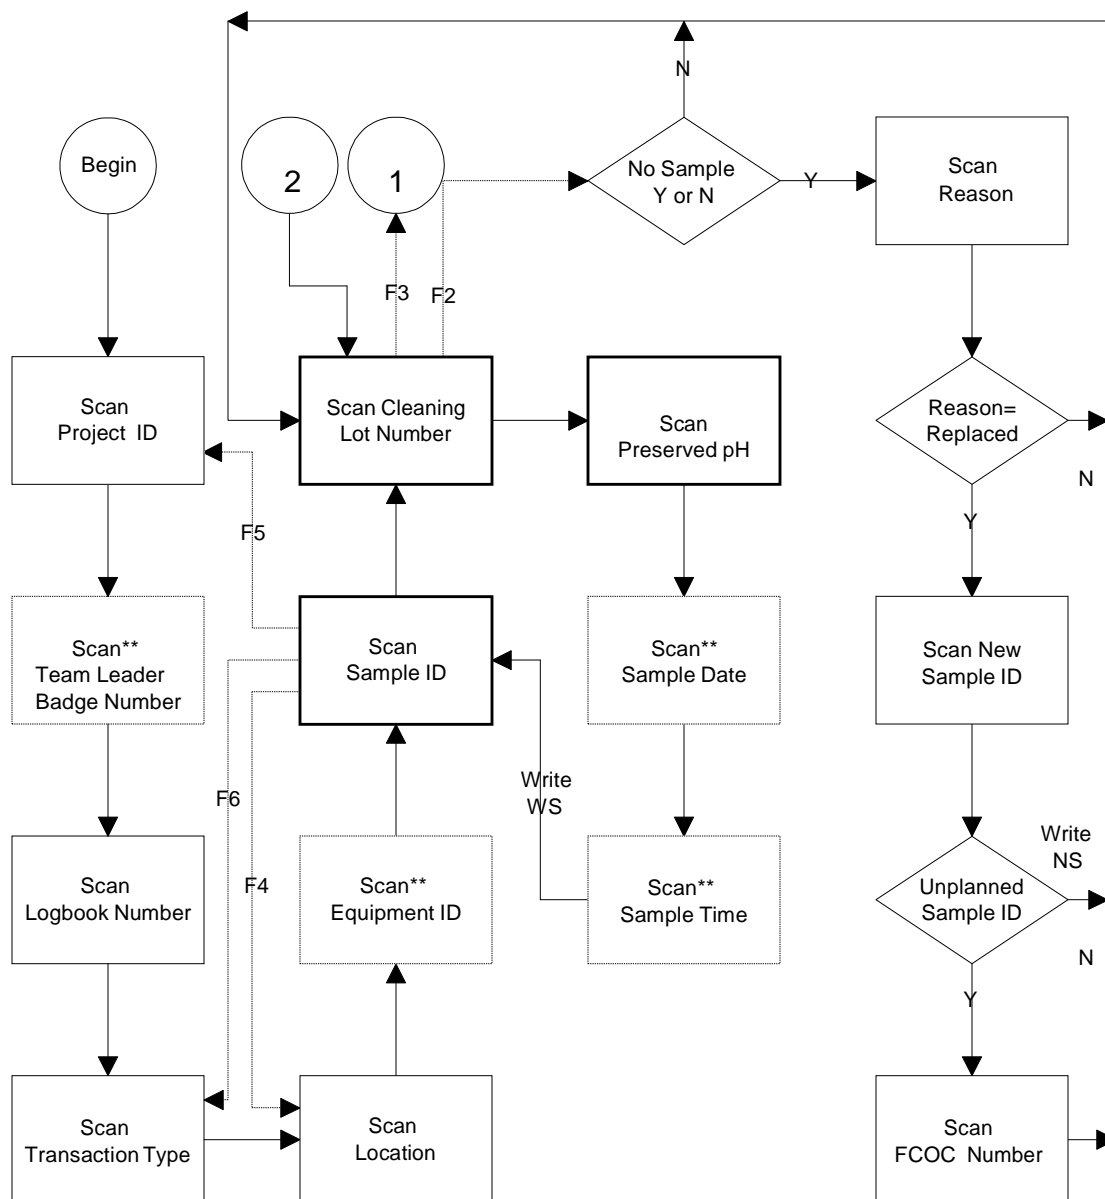 N
Begin
2
1
No Sample
Y or N
Y
Scan
Reason
F3
F2
Scan
Project ID
Scan Cleaning
Lot Number
Scan
Preserved pH
Reason=
Replaced
N
Y
F5
Scan**
Team Leader
Badge Number
Scan
Sample ID
Scan**
Sample Date
Scan New
Sample ID
F6
F4
Write
WS
Write
NS
Scan
Logbook Number
Scan**
Equipment ID
Scan**
Sample Time
Unplanned
Sample ID
N
Y
Scan
Transaction Type
Scan
Location
Scan
FCOC Number